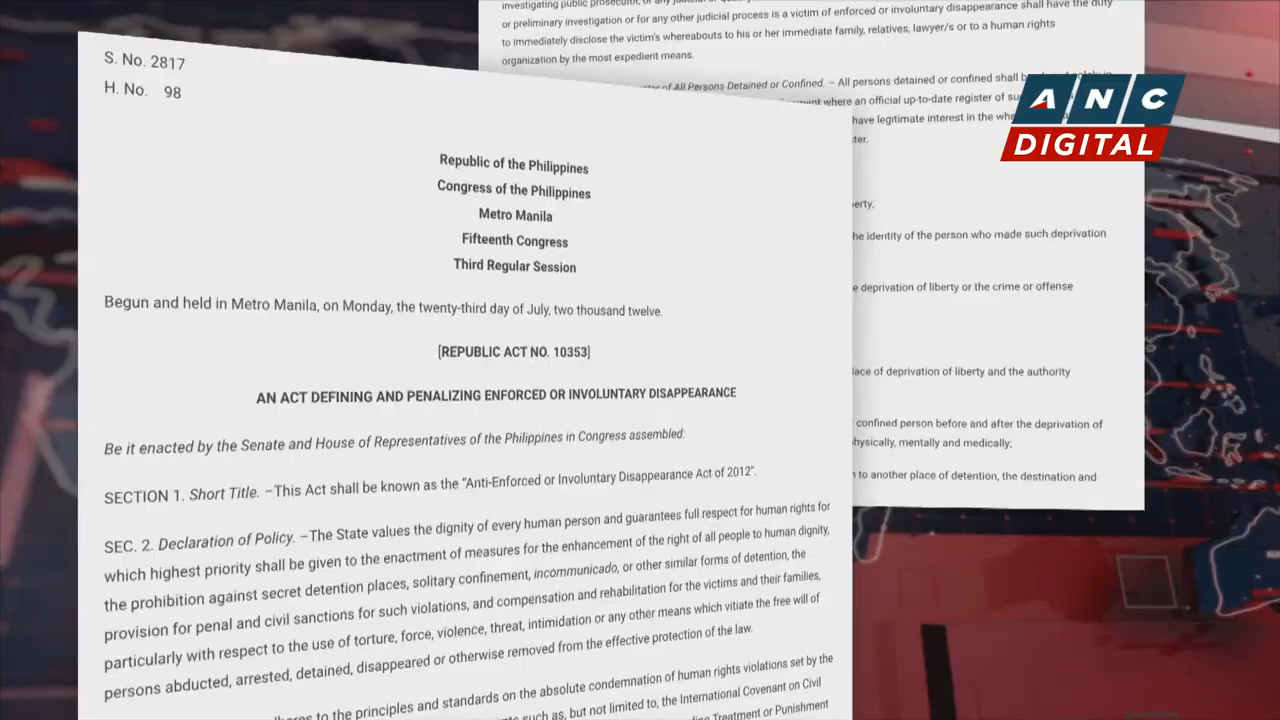 S. No. 2817
H. No. 98
Republic of the Philippines
Congress of the Philippines
Metro Manila
Fifteenth Congress
Third Regular Session
Begun and held in Metro Manila, on Monday, the twenty-third day of July, two thousand twelve.
[REPUBLIC ACT NO. 10353]
AN ACT DEFINING AND PENALIZING ENFORCED OR INVOLUNTARY DISAPPEARANCE
Be it enacted by the Senate and House of Representatives of the Philippines in Congress assembled:
SECTION 1. Short Title. –This Act shall be known as the "Anti-Enforced or Involuntary Disappearance Act of 2012".
SEC. 2. Declaration of Policy. –The State values the dignity of every human person and guarantees full respect for human rights for
which highest priority shall be given to the enactment of measures for the enhancement of the right of all people to human dignity,
the prohibition against secret detention places, solitary confinement, incommunicado, or other similar forms of detention, the
provision for penal and civil sanctions for such violations, and compensation and rehabilitation for the victims and their families,
particularly with respect to the use of torture, force, violence, threat, intimidation or any other means which vitiate the free will of
persons abducted, arrested, detained, disappeared or otherwise removed from the effective protection of the law.
to the principles and standards on the absolute condemnation of human rights violations set by the
such as, but not limited to, the International Covenant on Civil
Treatment or Punishment
investigating public prosecutor, or any judicial or
or preliminary investigation or for any other judicial process is a victim of enforced or involuntary disappearance shall have the duty
to immediately disclose the victim's whereabouts to his or her immediate family, relatives, lawyer/s or to a human rights
organization by the most expedient means.
of All Persons Detained or Confined. – All persons detained or confined shall
where an official up-to-date register of
have legitimate interest in the
identity of the person who made such deprivation
deprivation of liberty or the crime or offense
of deprivation of liberty and the authority
confined person before and after the deprivation of
physically, mentally and medically;
to another place of detention, the destination and
ANC
DIGITAL